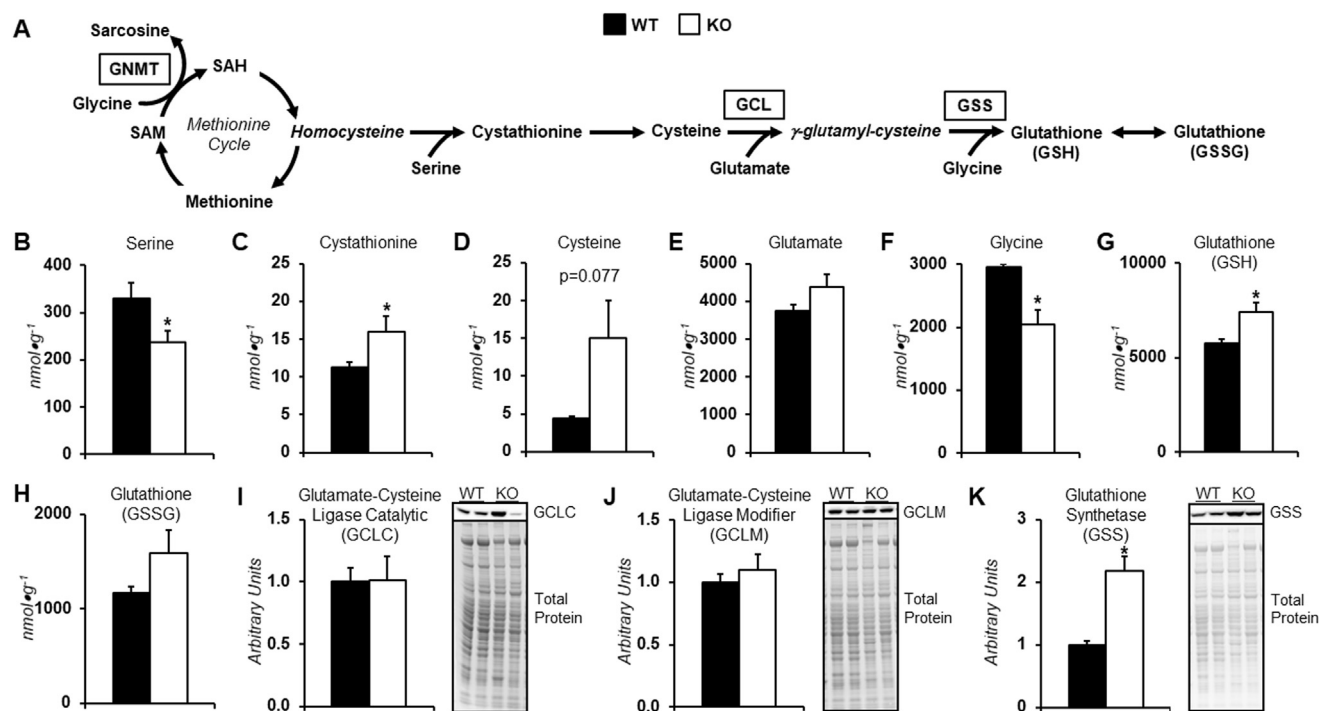 A
WT
KO
Sarcosine
GNMT
SAH
Glycine
SAM
Methionine
Cycle
Homocysteine
Serine
Cystathionine
Cysteine
GCL
Glutamate
γ-glutamyl-cysteine
GSS
Glycine
Glutathione
(GSH)
Glutathione
(GSSG)
Methionine
B
Serine
nmol•g-1
400
300
200
100
0
*
C
Cystathionine
nmol•g-1
25
20
15
10
5
0
*
D
Cysteine
p=0.077
nmol•g-1
25
20
15
10
5
0
E
Glutamate
nmol•g-1
5000
4000
3000
2000
1000
0
F
Glycine
nmol•g-1
3000
2000
1000
0
*
G
Glutathione
(GSH)
nmol•g-1
10000
5000
0
*
H
Glutathione
(GSSG)
nmol•g-1
2000
1000
0
I
Glutamate-Cysteine
Ligase Catalytic
(GCLC)
Arbitrary Units
1.5
1.0
0.5
0.0
WT KO
GCLC
Total
Protein
J
Glutamate-Cysteine
Ligase Modifier
(GCLM)
Arbitrary Units
1.5
1.0
0.5
0.0
WT KO
GCLM
Total
Protein
K
Glutathione
Synthetase
(GSS)
Arbitrary Units
3
2
1
0
*
WT KO
GSS
Total
Protein